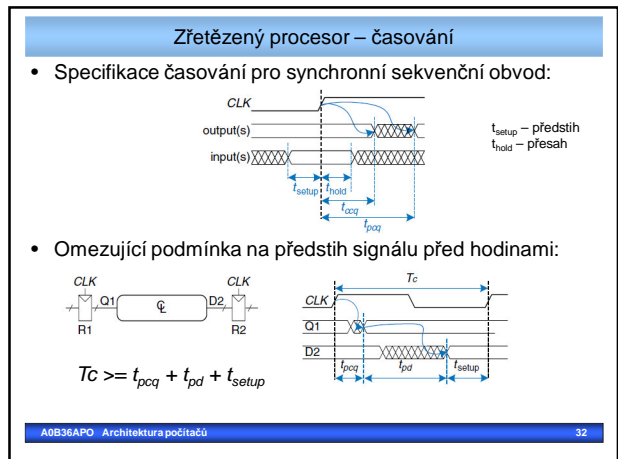 Zřetězený procesor – časování
• Specifikace časování pro synchronní sekvenční obvod:
CLK
output(s)
input(s)
t_setup
t_hold
t_ccq
t_pcq
t_setup – předstih
t_hold – přesah
• Omezující podmínka na předstih signálu před hodinami:
CLK
CLK
Q1
CL
D2
R1
R2
Tc
CLK
Q1
D2
t_pcq
t_pd
t_setup
Tc >= t_pcq + t_pd + t_setup
A0B36APO Architektura počítačů
32